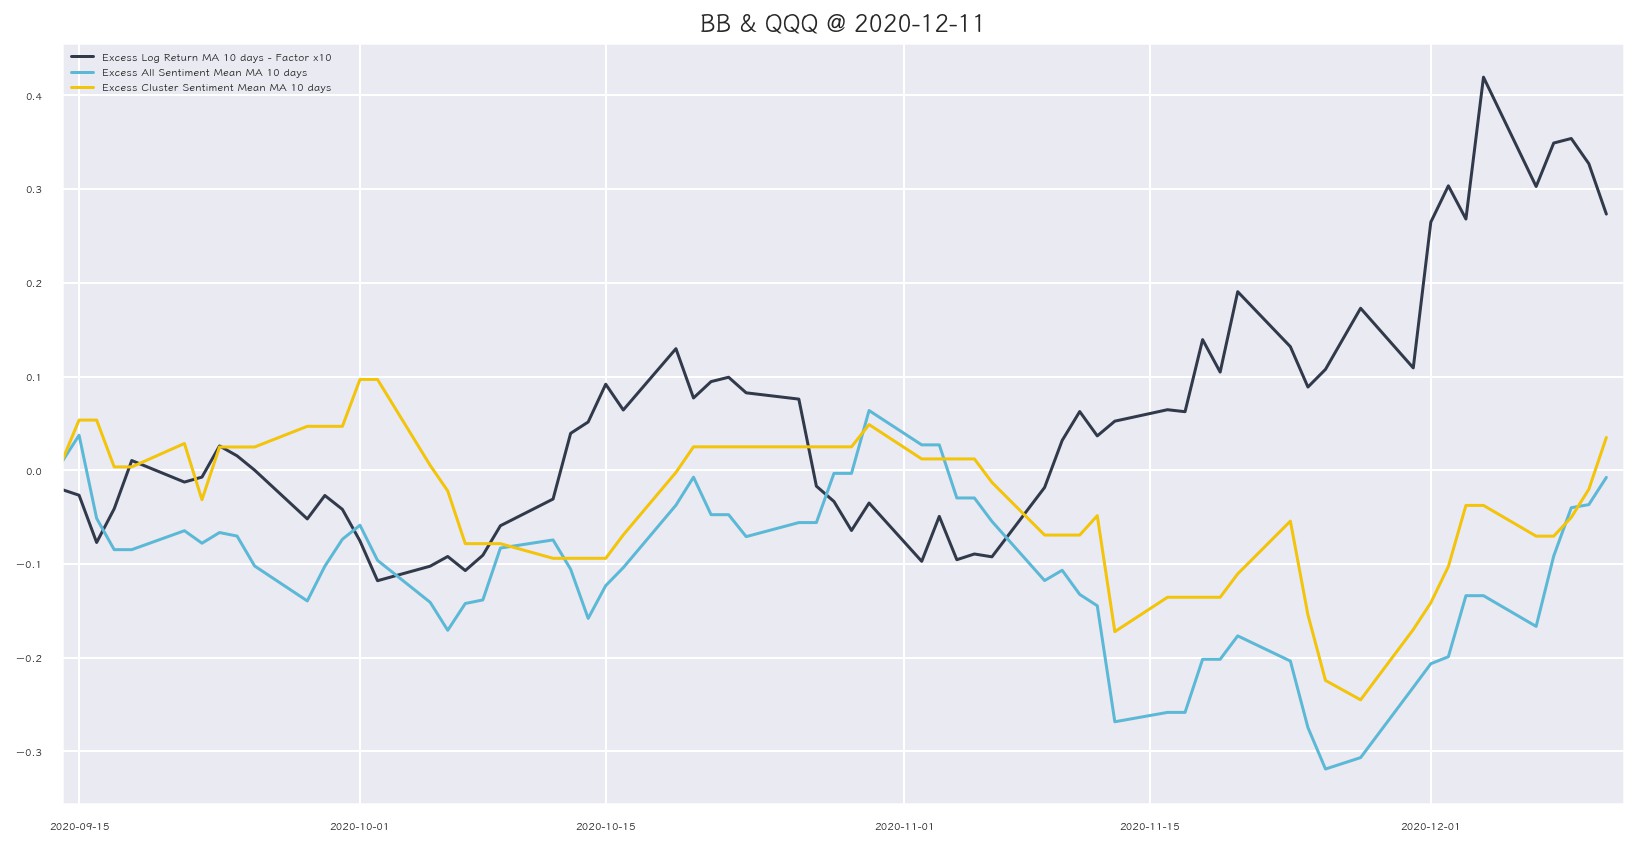 BB & QQQ @ 2020-12-11
Excess Log Return MA 10 days - Factor x10
Excess All Sentiment Mean MA 10 days
Excess Cluster Sentiment Mean MA 10 days
0.4
0.3
0.2
0.1
0.0
−0.1
−0.2
−0.3
2020-09-15 2020-10-01 2020-10-15 2020-11-01 2020-11-15 2020-12-01